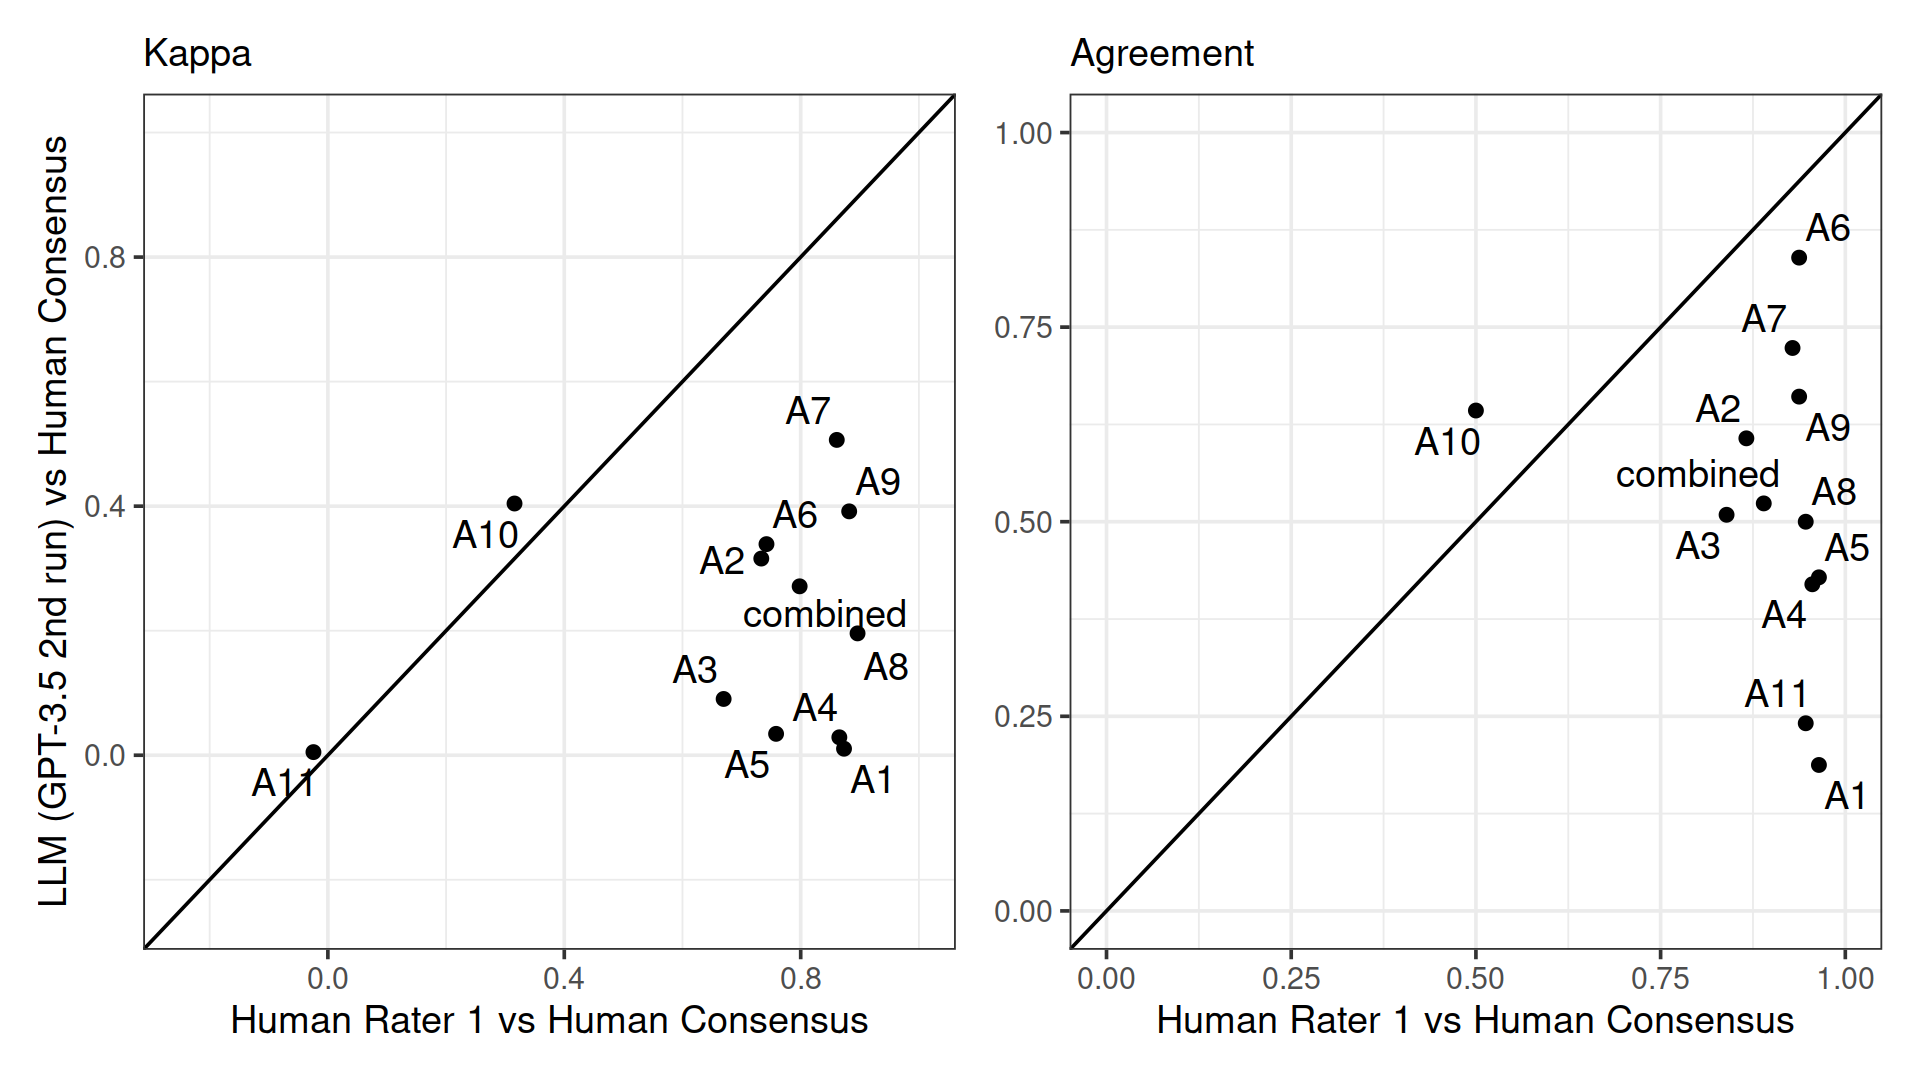 Kappa
Agreement
LLM (GPT-3.5 2nd run) vs Human Consensus
0.8
0.4
0.0
A7
A9
A6
A10
A2
combined
A8
A3
A4
A5
A1
A11
0.0 0.4 0.8
Human Rater 1 vs Human Consensus
1.00
0.75
0.50
0.25
0.00
A6
A7
A2
A9
A10
combined
A8
A3
A5
A4
A11
A1
0.00 0.25 0.50 0.75 1.00
Human Rater 1 vs Human Consensus